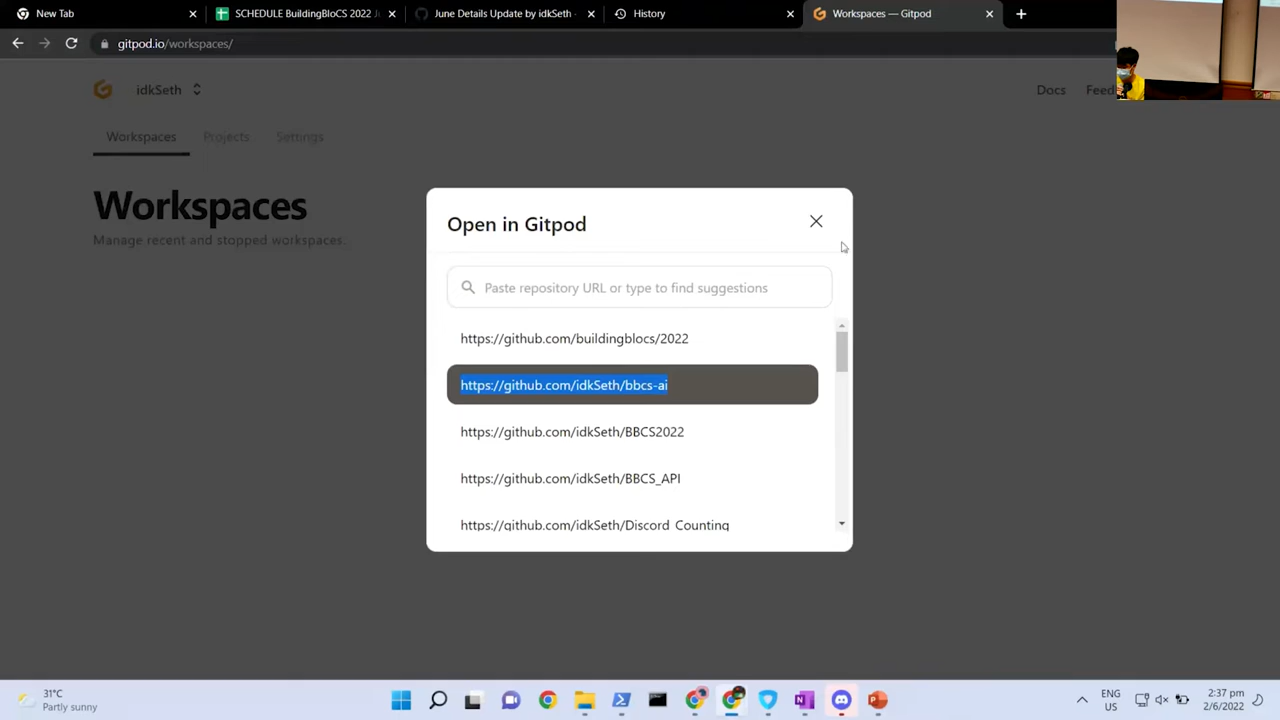 New Tab
SCHEDULE BuildingBloCS 2022 J
June Details Update by idkSeth
History
Workspaces — Gitpod
gitpod.io/workspaces/
idkSeth
Docs
Feed
Workspaces
Projects
Settings
Workspaces
Manage recent and stopped workspaces.
Open in Gitpod
Paste repository URL or type to find suggestions
https://github.com/buildingblocs/2022
https://github.com/idkSeth/bbcs-ai
https://github.com/idkSeth/BBCS2022
https://github.com/idkSeth/BBCS_API
https://github.com/idkSeth/Discord_Counting
31°C
Partly sunny
ENG
US
2:37 pm
2/6/2022